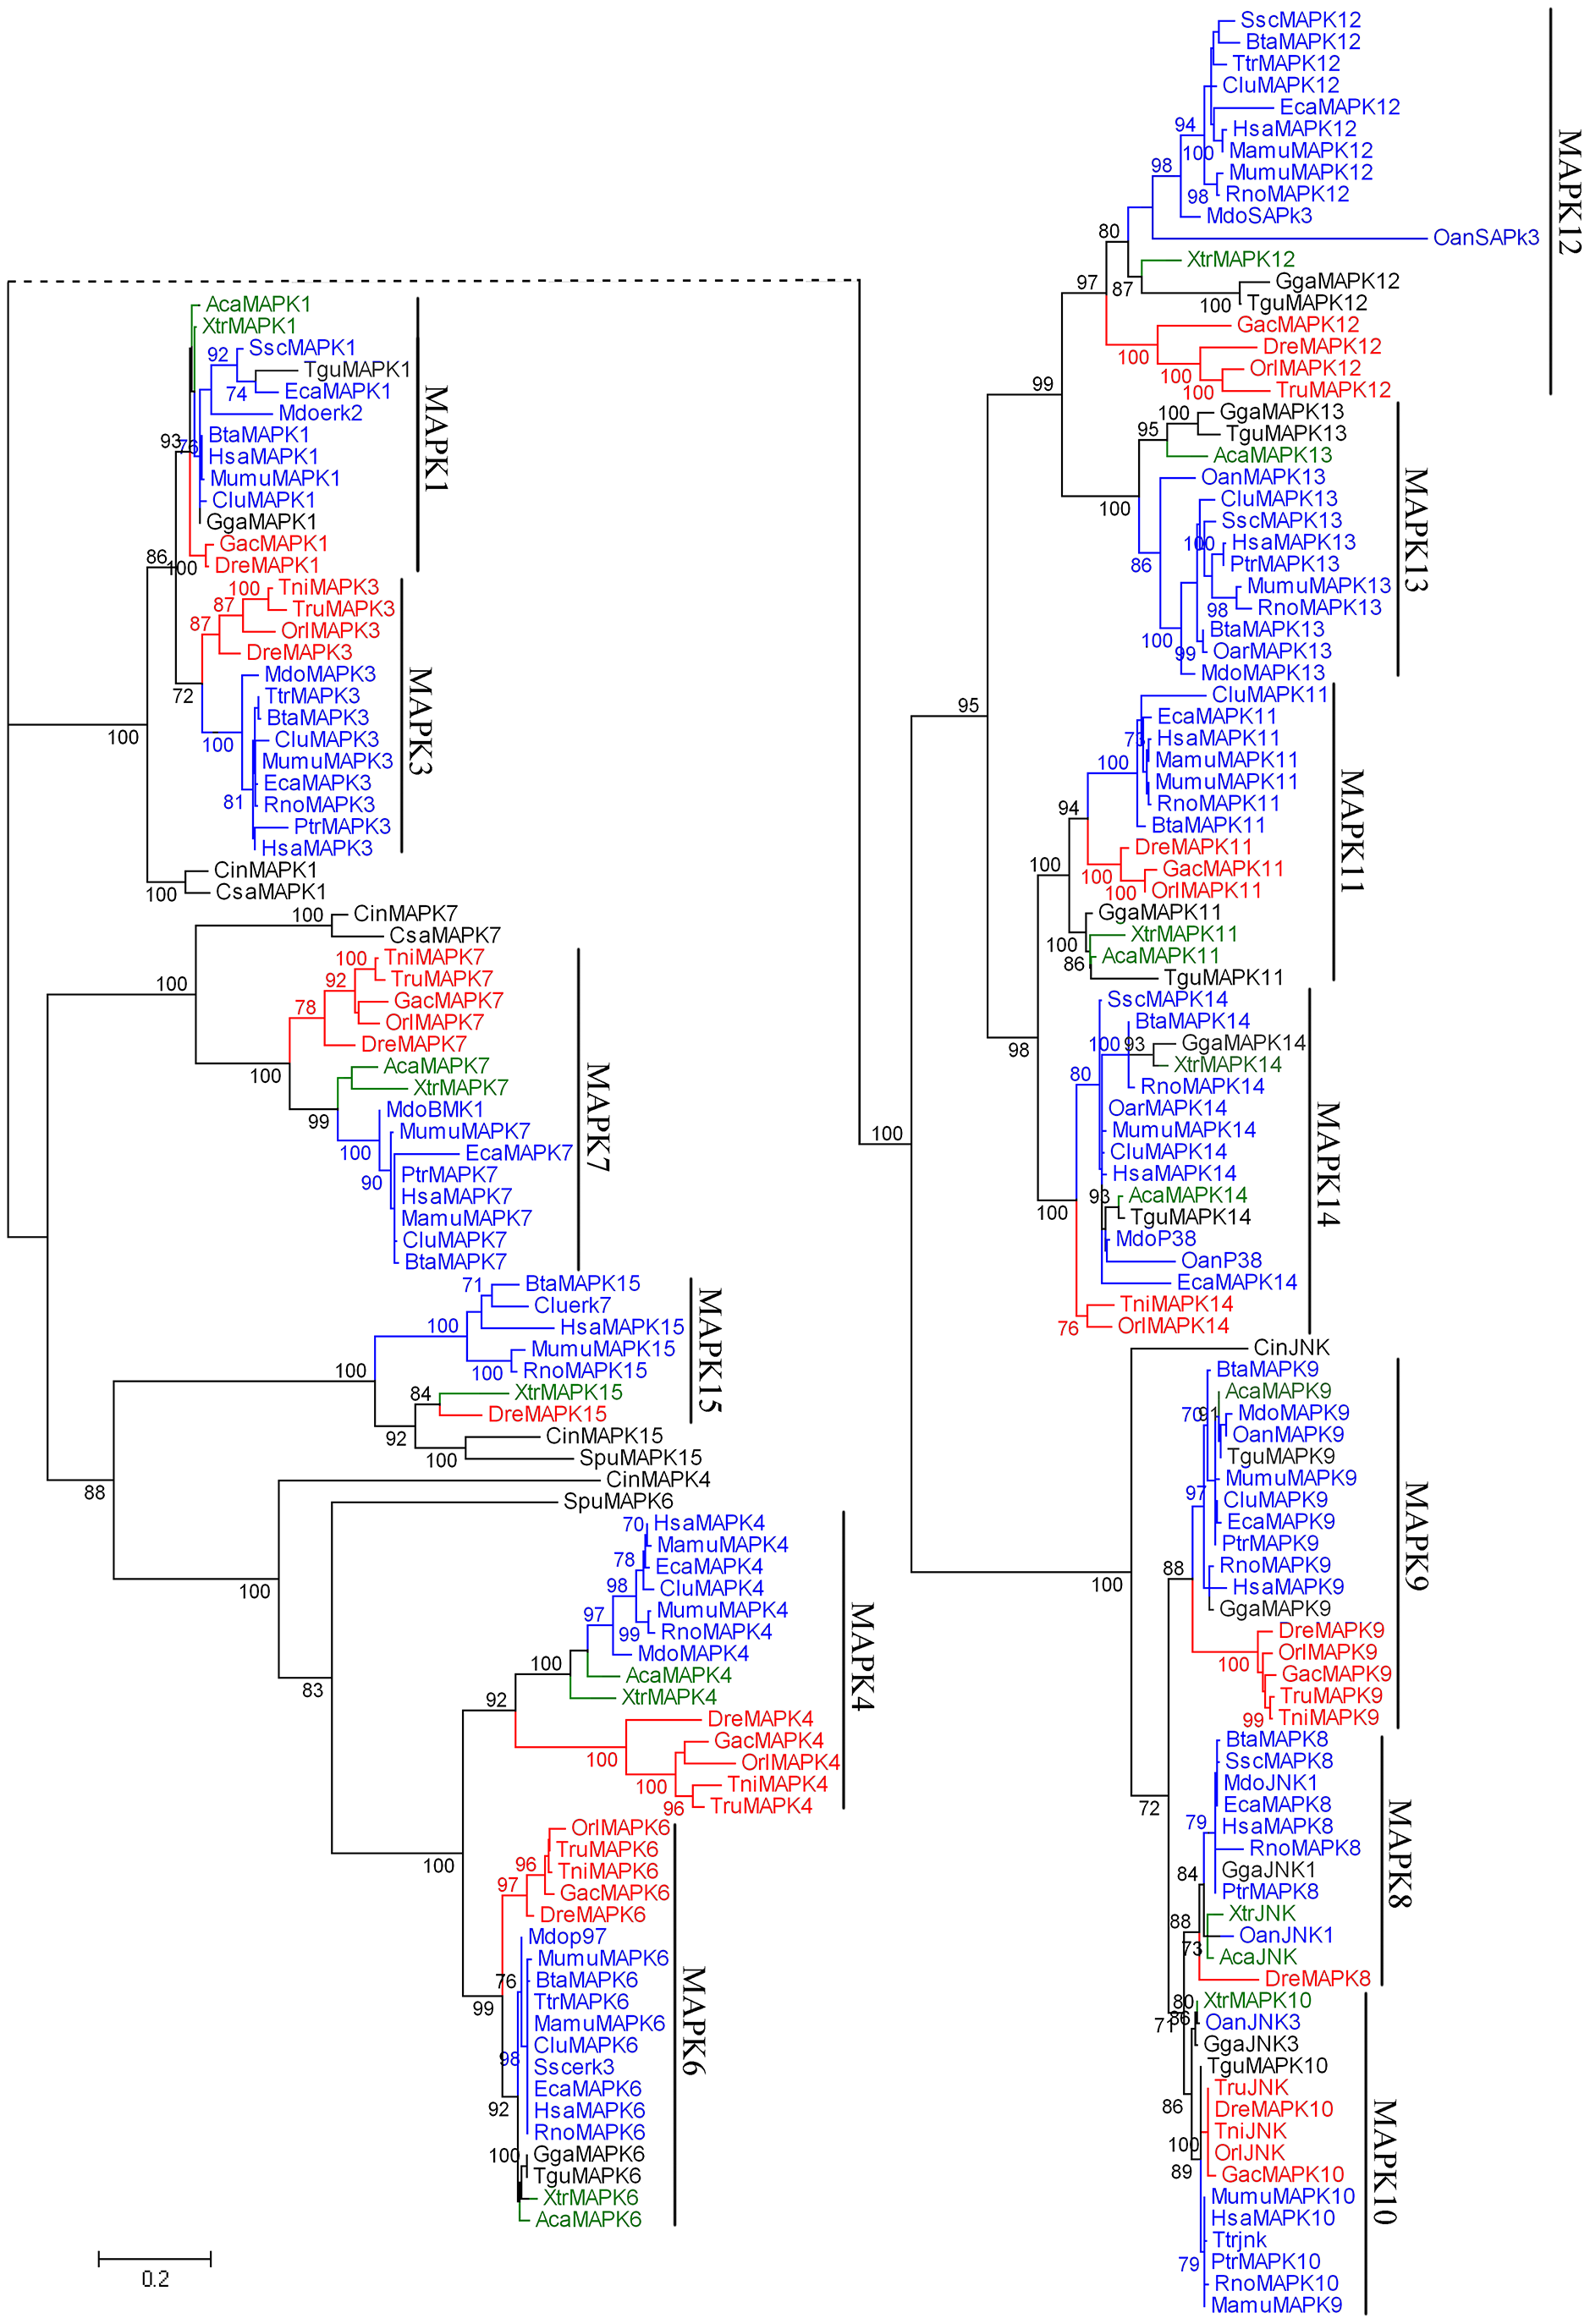 AcaMAPK1
XtrMAPK1
SscMAPK1
92
TguMAPK1
74
EcaMAPK1
Mdoerk2
BtaMAPK1
93
76
HsaMAPK1
MumuMAPK1
CluMAPK1
GgaMAPK1
GacMAPK1
86
100
DreMAPK1
MAPK1
TniMAPK3
100
TruMAPK3
87
OrlMAPK3
87
DreMAPK3
MdoMAPK3
72
TtrMAPK3
BtaMAPK3
100
CluMAPK3
100
MumuMAPK3
EcaMAPK3
RnoMAPK3
81
PtrMAPK3
HsaMAPK3
MAPK3
CinMAPK1
100
CsaMAPK1
100
CinMAPK7
CsaMAPK7
100
TniMAPK7
92
TruMAPK7
100
GacMAPK7
78
OrlMAPK7
DreMAPK7
AcaMAPK7
100
XtrMAPK7
MdoBMK1
99
MumuMAPK7
100
EcaMAPK7
PtrMAPK7
90
HsaMAPK7
MamuMAPK7
CluMAPK7
BtaMAPK7
MAPK7
71
BtaMAPK15
Cluerk7
100
HsaMAPK15
MumuMAPK15
100
100
RnoMAPK15
84
XtrMAPK15
DreMAPK15
92
CinMAPK15
100
SpuMAPK15
MAPK15
CinMAPK4
88
SpuMAPK6
70
HsaMAPK4
MamuMAPK4
78
EcaMAPK4
98
CluMAPK4
100
97
MumuMAPK4
99
RnoMAPK4
MdoMAPK4
100
AcaMAPK4
83
XtrMAPK4
92
DreMAPK4
GacMAPK4
100
OrlMAPK4
100
TniMAPK4
96
TruMAPK4
MAPK4
OrlMAPK6
TruMAPK6
100
96
TniMAPK6
97
GacMAPK6
DreMAPK6
Mdop97
MumuMAPK6
76
BtaMAPK6
99
TtrMAPK6
MamuMAPK6
CluMAPK6
98
Sscerk3
EcaMAPK6
92
HsaMAPK6
RnoMAPK6
100
GgaMAPK6
TguMAPK6
XtrMAPK6
AcaMAPK6
MAPK6
0.2
SscMAPK12
BtaMAPK12
TtrMAPK12
CluMAPK12
EcaMAPK12
94
HsaMAPK12
100
MamuMAPK12
98
MumuMAPK12
98
RnoMAPK12
MdoSAPk3
80
OanSAPk3
XtrMAPK12
97
87
GgaMAPK12
100
TguMAPK12
GacMAPK12
100
DreMAPK12
100
OrlMAPK12
100
TruMAPK12
MAPK12
99
100
GgaMAPK13
95
TguMAPK13
AcaMAPK13
OanMAPK13
100
CluMAPK13
SscMAPK13
100
HsaMAPK13
86
PtrMAPK13
MumuMAPK13
98
RnoMAPK13
100
BtaMAPK13
99
OarMAPK13
MdoMAPK13
MAPK13
95
CluMAPK11
EcaMAPK11
73
HsaMAPK11
100
MamuMAPK11
MumuMAPK11
94
RnoMAPK11
BtaMAPK11
DreMAPK11
100
100
GacMAPK11
100
OrlMAPK11
GgaMAPK11
XtrMAPK11
100
AcaMAPK11
86
TguMAPK11
MAPK11
SscMAPK14
BtaMAPK14
98
100
93
GgaMAPK14
80
XtrMAPK14
RnoMAPK14
OarMAPK14
MumuMAPK14
100
CluMAPK14
HsaMAPK14
93
AcaMAPK14
100
TguMAPK14
MdoP38
OanP38
EcaMAPK14
TniMAPK14
76
OrlMAPK14
MAPK14
CinJNK
BtaMAPK9
AcaMAPK9
70
91
MdoMAPK9
OanMAPK9
TguMAPK9
97
MumuMAPK9
CluMAPK9
EcaMAPK9
PtrMAPK9
88
RnoMAPK9
100
HsaMAPK9
GgaMAPK9
DreMAPK9
OrlMAPK9
100
GacMAPK9
TruMAPK9
99
TniMAPK9
MAPK9
BtaMAPK8
SscMAPK8
MdoJNK1
72
EcaMAPK8
79
HsaMAPK8
RnoMAPK8
84
GgaJNK1
PtrMAPK8
88
XtrJNK
73
OanJNK1
AcaJNK
DreMAPK8
MAPK8
80
XtrMAPK10
71
86
OanJNK3
GgaJNK3
TguMAPK10
86
TruJNK
DreMAPK10
100
TniJNK
89
OrlJNK
GacMAPK10
MumuMAPK10
HsaMAPK10
Ttrjnk
79
PtrMAPK10
RnoMAPK10
MamuMAPK9
MAPK10